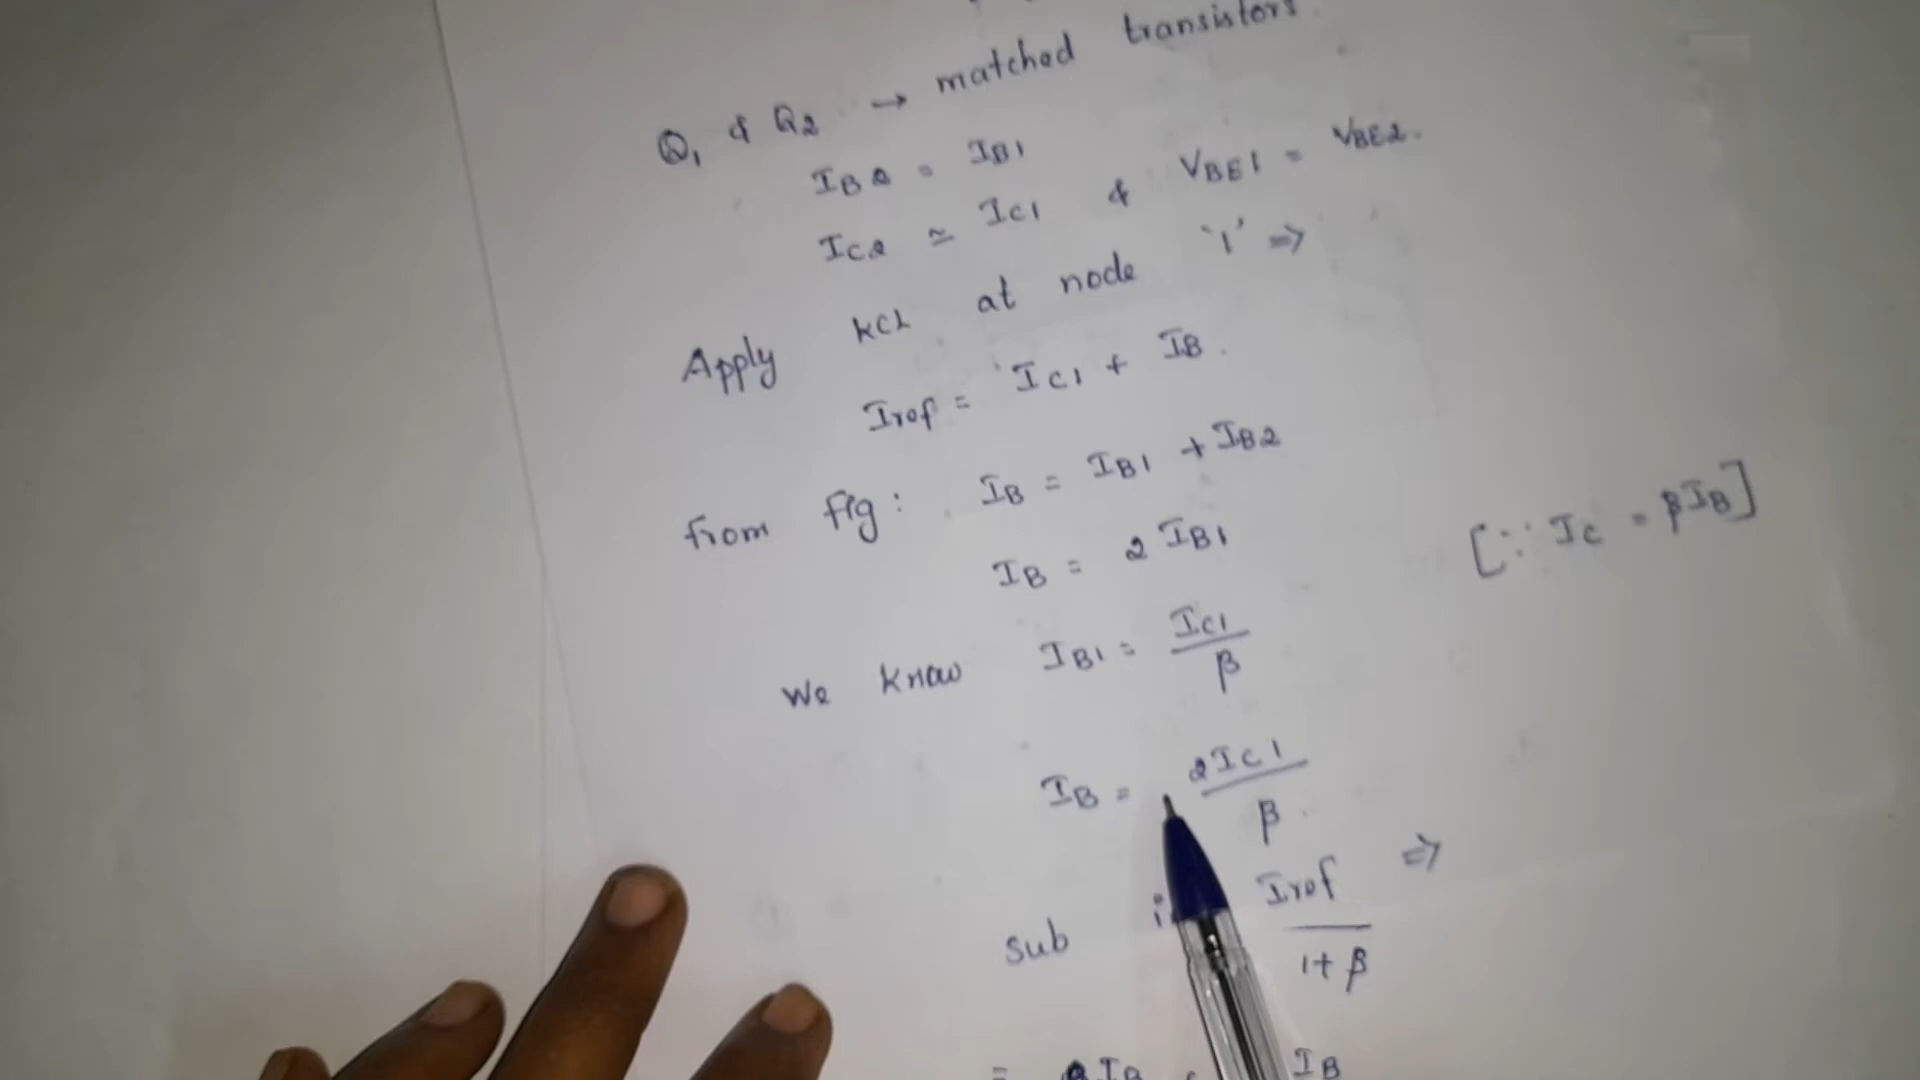 Q1 & Q2 → matched transistors
IB2 = IB1
IC2 ≃ IC1 & VBE1 = VBE2.
Apply KCL at node '1' ⇒
Iref = IC1 + IB.
from fig: IB = IB1 + IB2
IB = 2 IB1 [∵ IC = βIB]
We know IB1 = IC1 / β
IB = 2IC1 / β
sub Iref / 1+β ⇒
= IB